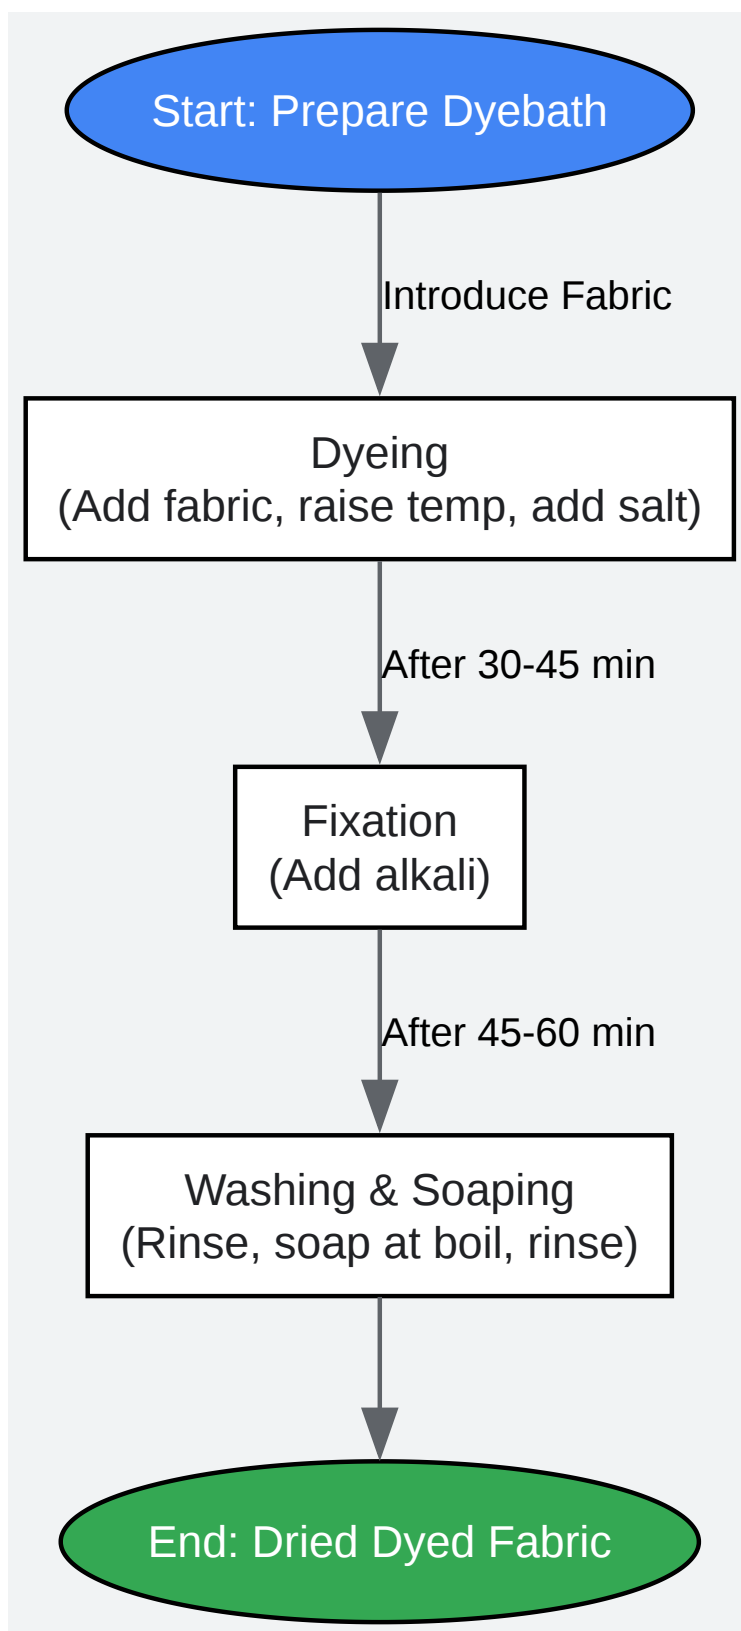 Start: Prepare Dyebath
Introduce Fabric
Dyeing
(Add fabric, raise temp, add salt)
After 30-45 min
Fixation
(Add alkali)
After 45-60 min
Washing & Soaping
(Rinse, soap at boil, rinse)
End: Dried Dyed Fabric